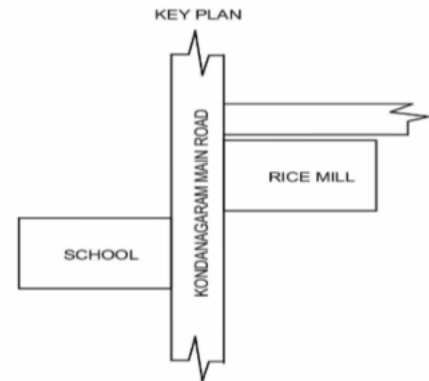 KEY PLAN
KONDANAGARAM MAIN ROAD
RICE MILL
SCHOOL